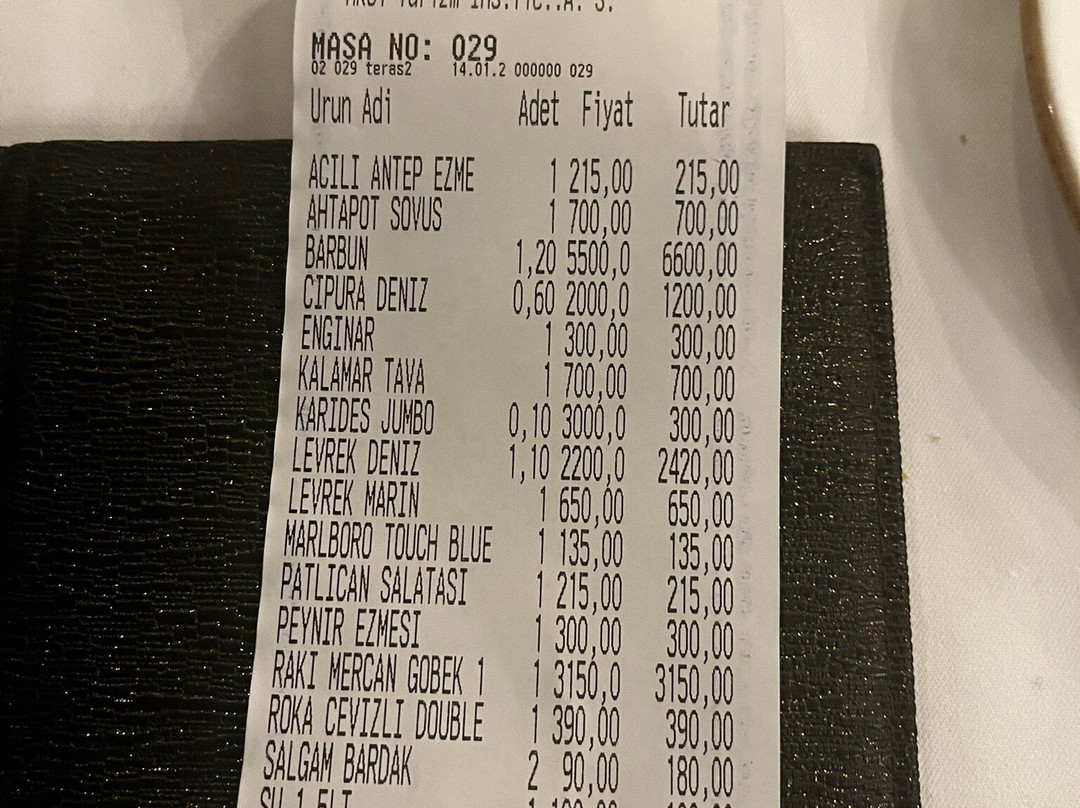 MASA NO: 029
02 029 teras2 14.01.2 000000 029
Urun Adi Adet Fiyat Tutar
ACILI ANTEP EZME 1 215,00 215,00
AHTAPOT SOVUS 1 700,00 700,00
BARBUN 1,20 5500,0 6600,00
CIPURA DENIZ 0,60 2000,0 1200,00
ENGINAR 1 300,00 300,00
KALAMAR TAVA 1 700,00 700,00
KARIDES JUMBO 0,10 3000,0 300,00
LEVREK DENIZ 1,10 2200,0 2420,00
LEVREK MARIN 1 650,00 650,00
MARLBORO TOUCH BLUE 1 135,00 135,00
PATLICAN SALATASI 1 215,00 215,00
PEYNIR EZMESI 1 300,00 300,00
RAKI MERCAN GOBEK 1 1 3150,0 3150,00
ROKA CEVIZLI DOUBLE 1 390,00 390,00
SALGAM BARDAK 2 90,00 180,00
SU 1.5LT 1